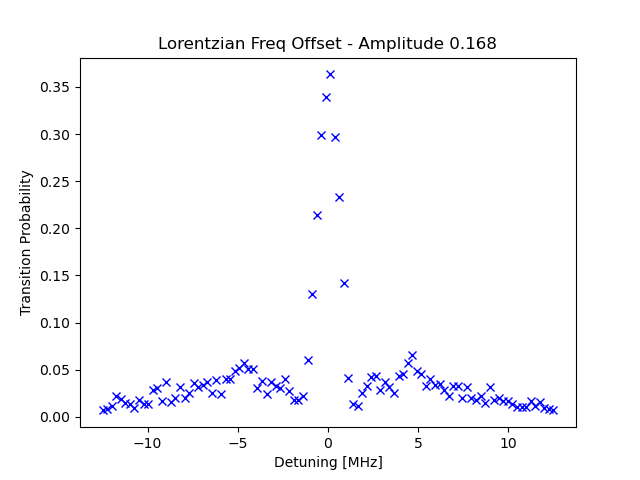 Lorentzian Freq Offset - Amplitude 0.168
Transition Probability
0.35
0.30
0.25
0.20
0.15
0.10
0.05
0.00
−10 −5 0 5 10
Detuning [MHz]